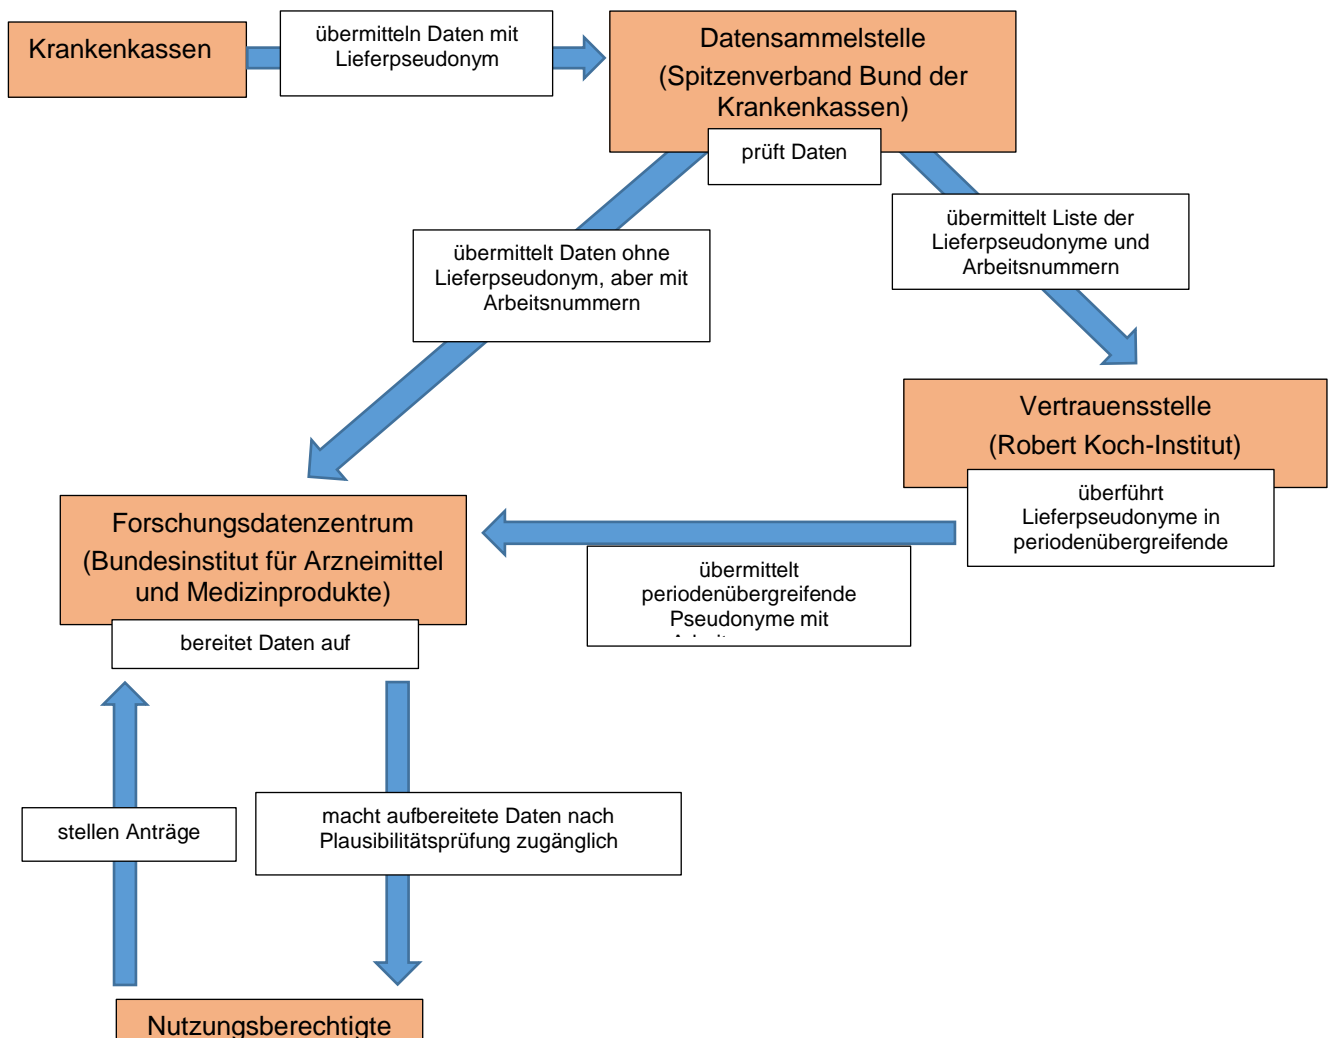 Krankenkassen
übermitteln Daten mit
Lieferpseudonym
Datensammelstelle
(Spitzenverband Bund der
Krankenkassen)
prüft Daten
übermittelt Daten ohne
Lieferpseudonym, aber mit
Arbeitsnummern
übermittelt Liste der
Lieferpseudonyme und
Arbeitsnummern
Vertrauensstelle
(Robert Koch-Institut)
überführt
Lieferpseudonyme in
periodenübergreifende
Forschungsdatenzentrum
(Bundesinstitut für Arzneimittel
und Medizinprodukte)
bereitet Daten auf
übermittelt
periodenübergreifende
Pseudonyme mit
stellen Anträge
macht aufbereitete Daten nach
Plausibilitätsprüfung zugänglich
Nutzungsberechtigte